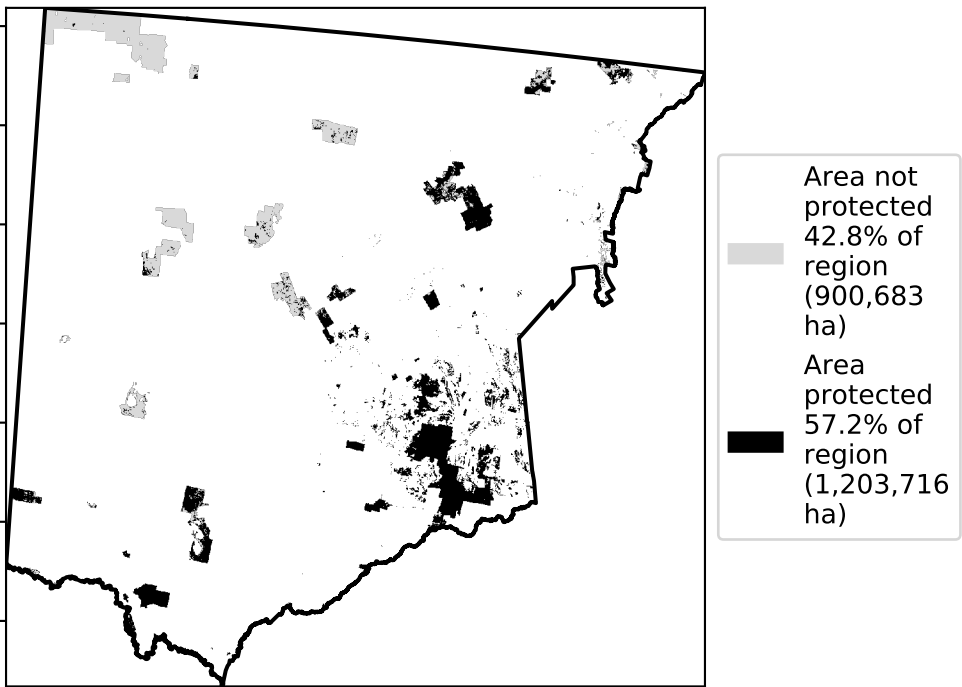 Area not
protected
42.8% of
region
(900,683
ha)
Area
protected
57.2% of
region
(1,203,716
ha)